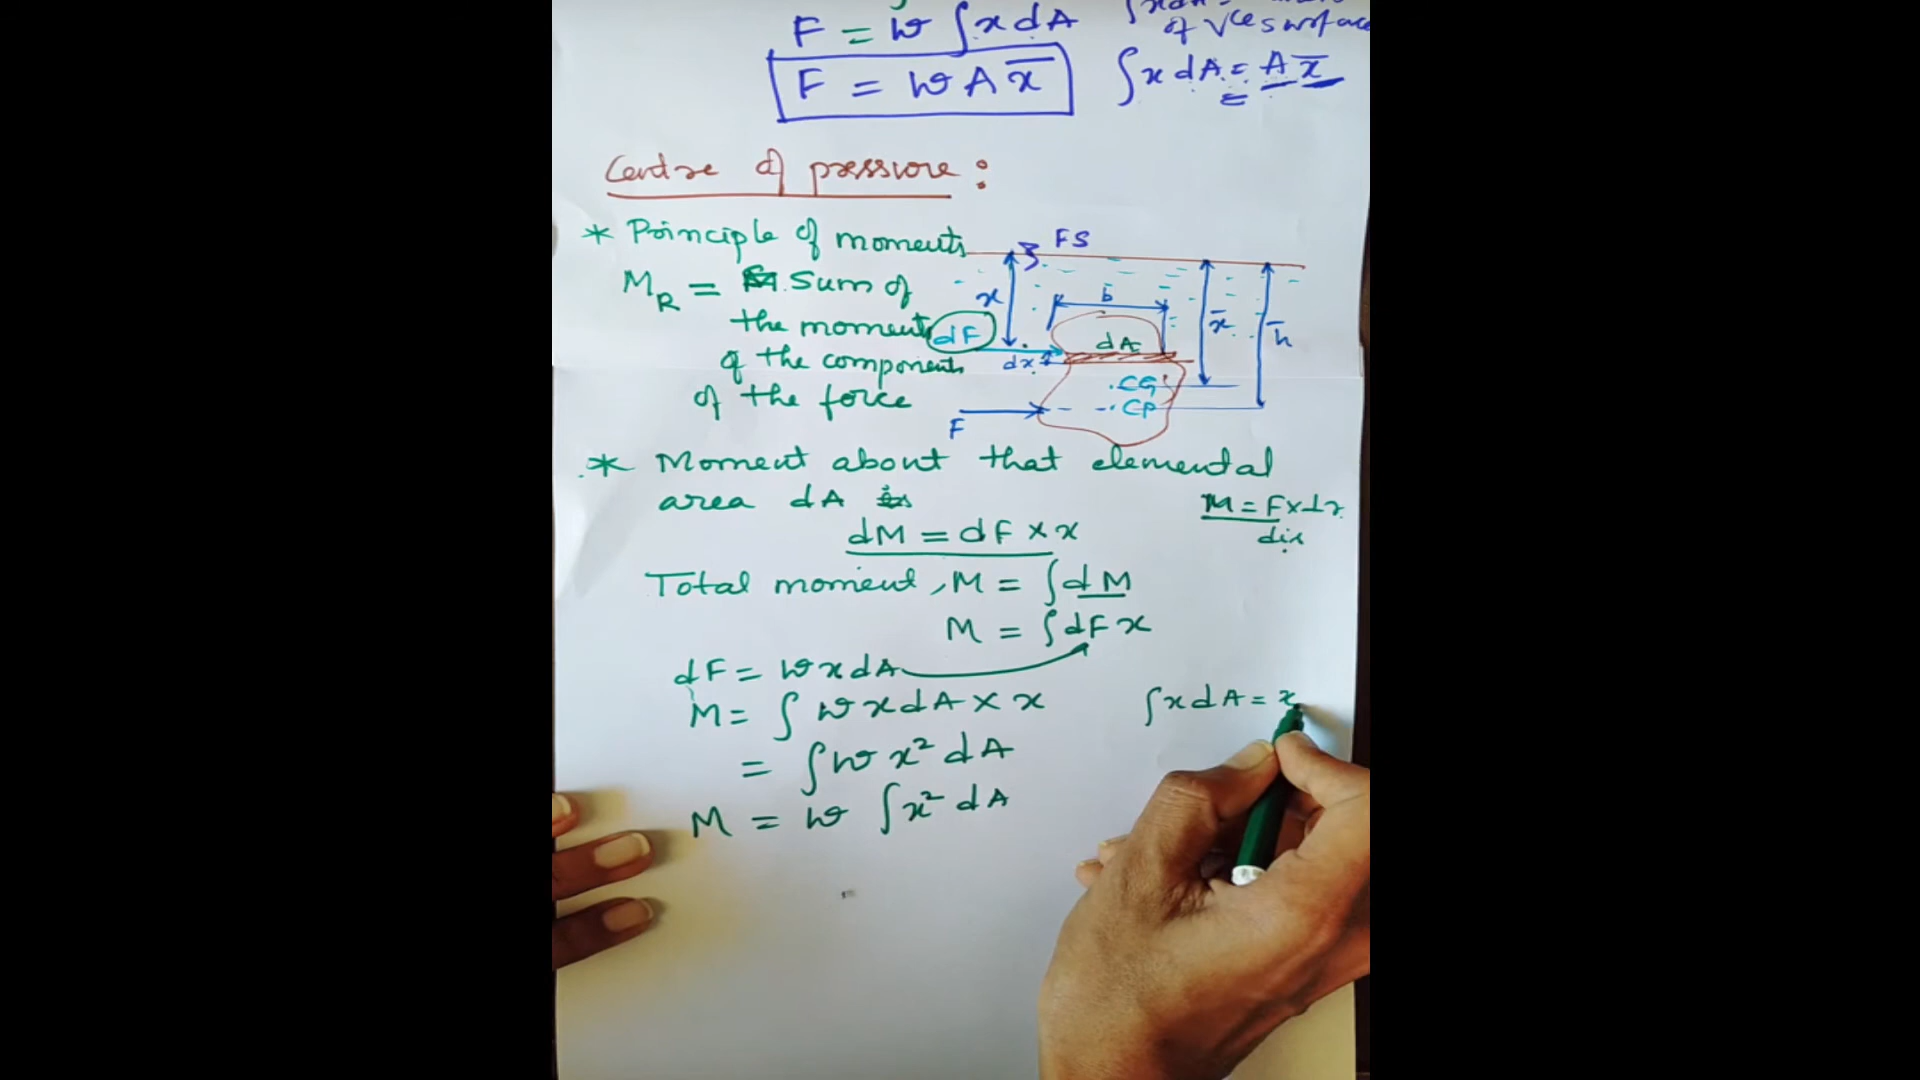 F = w ∫x dA
of Vce surface
F = w A x̄
∫x dA = A x̄
Centre of pressure :
* Principle of moments
M_R = Sum of
the moments
of the components
of the force
FS
x
b
x̄
h̄
dF
dA
dx
CG
CP
F
* Moment about that elemental
area dA is
M = F x ⊥r
dis
dM = dF x x
Total moment, M = ∫dM
M = ∫dF x
dF = w x dA
M = ∫ w x dA x x
∫x dA = x
= ∫w x² dA
M = w ∫x² dA